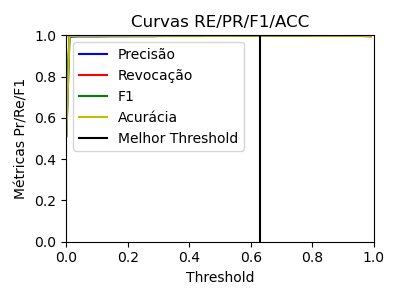 Curvas RE/PR/F1/ACC
Métricas Pr/Re/F1
1.0
0.8
0.6
0.4
0.2
0.0
Precisão
Revocação
F1
Acurácia
Melhor Threshold
0.0 0.2 0.4 0.6 0.8 1.0
Threshold